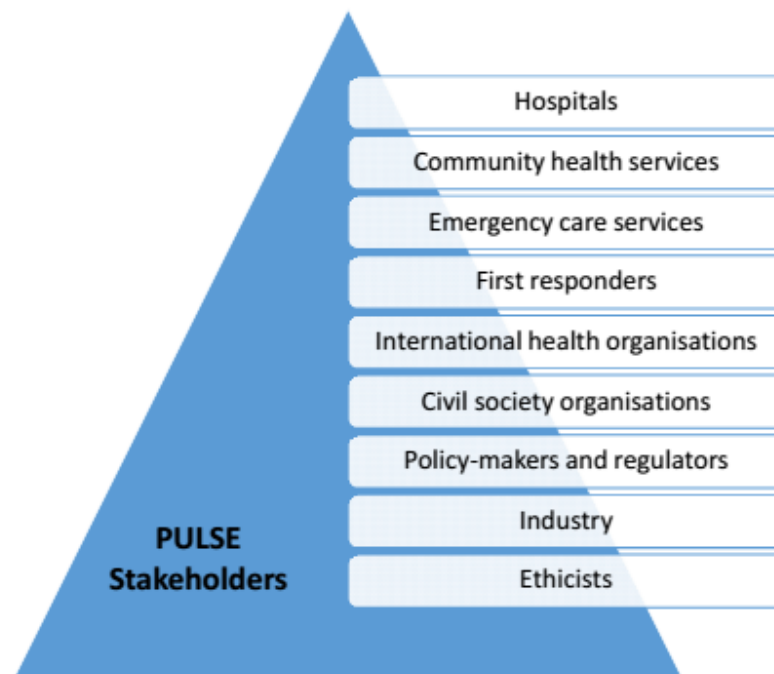 Hospitals
Community health services
Emergency care services
First responders
International health organisations
Civil society organisations
Policy-makers and regulators
Industry
Ethicists
PULSE
Stakeholders